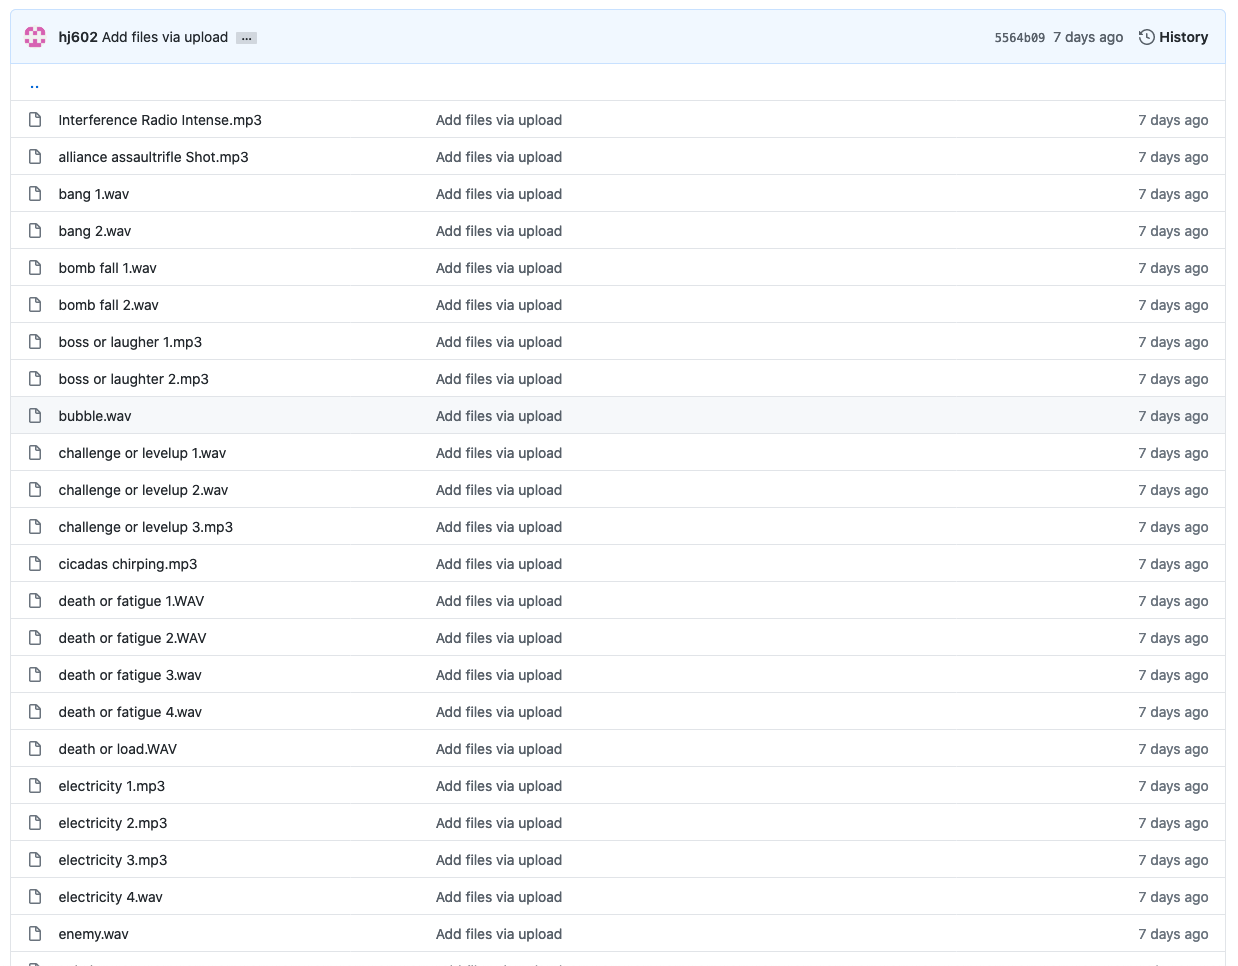 hj602 Add files via upload ... 5564b09 7 days ago History
..
Interference Radio Intense.mp3 Add files via upload 7 days ago
alliance assaultrifle Shot.mp3 Add files via upload 7 days ago
bang 1.wav Add files via upload 7 days ago
bang 2.wav Add files via upload 7 days ago
bomb fall 1.wav Add files via upload 7 days ago
bomb fall 2.wav Add files via upload 7 days ago
boss or laugher 1.mp3 Add files via upload 7 days ago
boss or laughter 2.mp3 Add files via upload 7 days ago
bubble.wav Add files via upload 7 days ago
challenge or levelup 1.wav Add files via upload 7 days ago
challenge or levelup 2.wav Add files via upload 7 days ago
challenge or levelup 3.mp3 Add files via upload 7 days ago
cicadas chirping.mp3 Add files via upload 7 days ago
death or fatigue 1.WAV Add files via upload 7 days ago
death or fatigue 2.WAV Add files via upload 7 days ago
death or fatigue 3.wav Add files via upload 7 days ago
death or fatigue 4.wav Add files via upload 7 days ago
death or load.WAV Add files via upload 7 days ago
electricity 1.mp3 Add files via upload 7 days ago
electricity 2.mp3 Add files via upload 7 days ago
electricity 3.mp3 Add files via upload 7 days ago
electricity 4.wav Add files via upload 7 days ago
enemy.wav Add files via upload 7 days ago